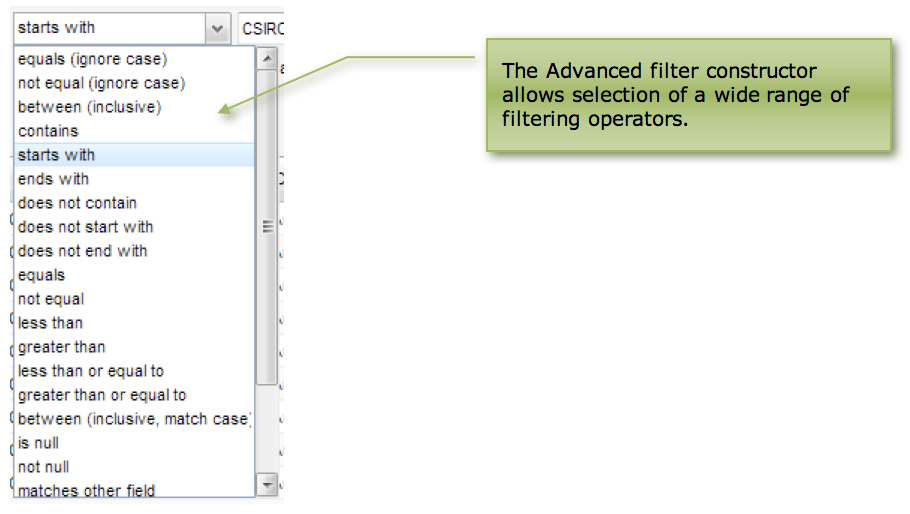 starts with
CSIRO
equals (ignore case)
not equal (ignore case)
between (inclusive)
contains
starts with
ends with
does not contain
does not start with
does not end with
equals
not equal
less than
greater than
less than or equal to
greater than or equal to
between (inclusive, match case)
is null
not null
matches other field
The Advanced filter constructor
allows selection of a wide range of
filtering operators.